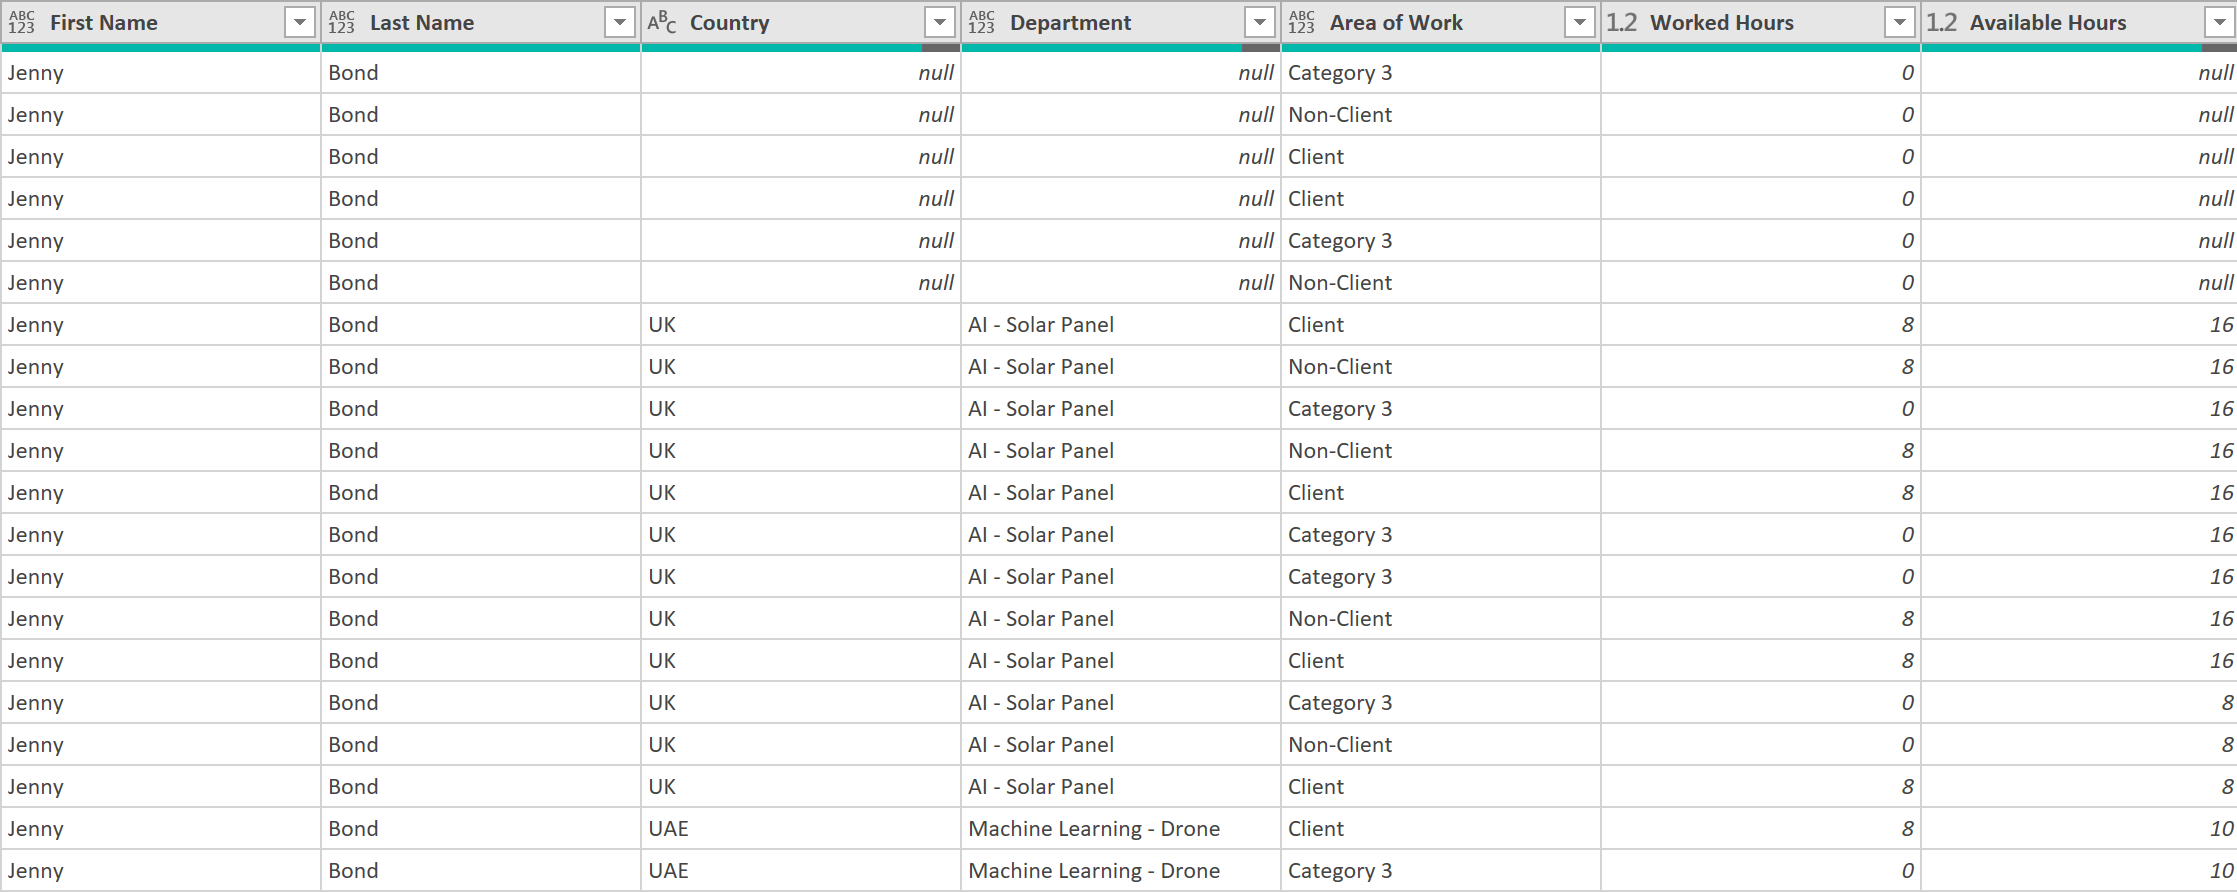 ABC 123 First Name ABC 123 Last Name ABC Country ABC 123 Department ABC 123 Area of Work 1.2 Worked Hours 1.2 Available Hours
Jenny Bond null null Category 3 0 null
Jenny Bond null null Non-Client 0 null
Jenny Bond null null Client 0 null
Jenny Bond null null Client 0 null
Jenny Bond null null Category 3 0 null
Jenny Bond null null Non-Client 0 null
Jenny Bond UK AI - Solar Panel Client 8 16
Jenny Bond UK AI - Solar Panel Non-Client 8 16
Jenny Bond UK AI - Solar Panel Category 3 0 16
Jenny Bond UK AI - Solar Panel Non-Client 8 16
Jenny Bond UK AI - Solar Panel Client 8 16
Jenny Bond UK AI - Solar Panel Category 3 0 16
Jenny Bond UK AI - Solar Panel Category 3 0 16
Jenny Bond UK AI - Solar Panel Non-Client 8 16
Jenny Bond UK AI - Solar Panel Client 8 16
Jenny Bond UK AI - Solar Panel Category 3 0 8
Jenny Bond UK AI - Solar Panel Non-Client 0 8
Jenny Bond UK AI - Solar Panel Client 8 8
Jenny Bond UAE Machine Learning - Drone Client 8 10
Jenny Bond UAE Machine Learning - Drone Category 3 0 10